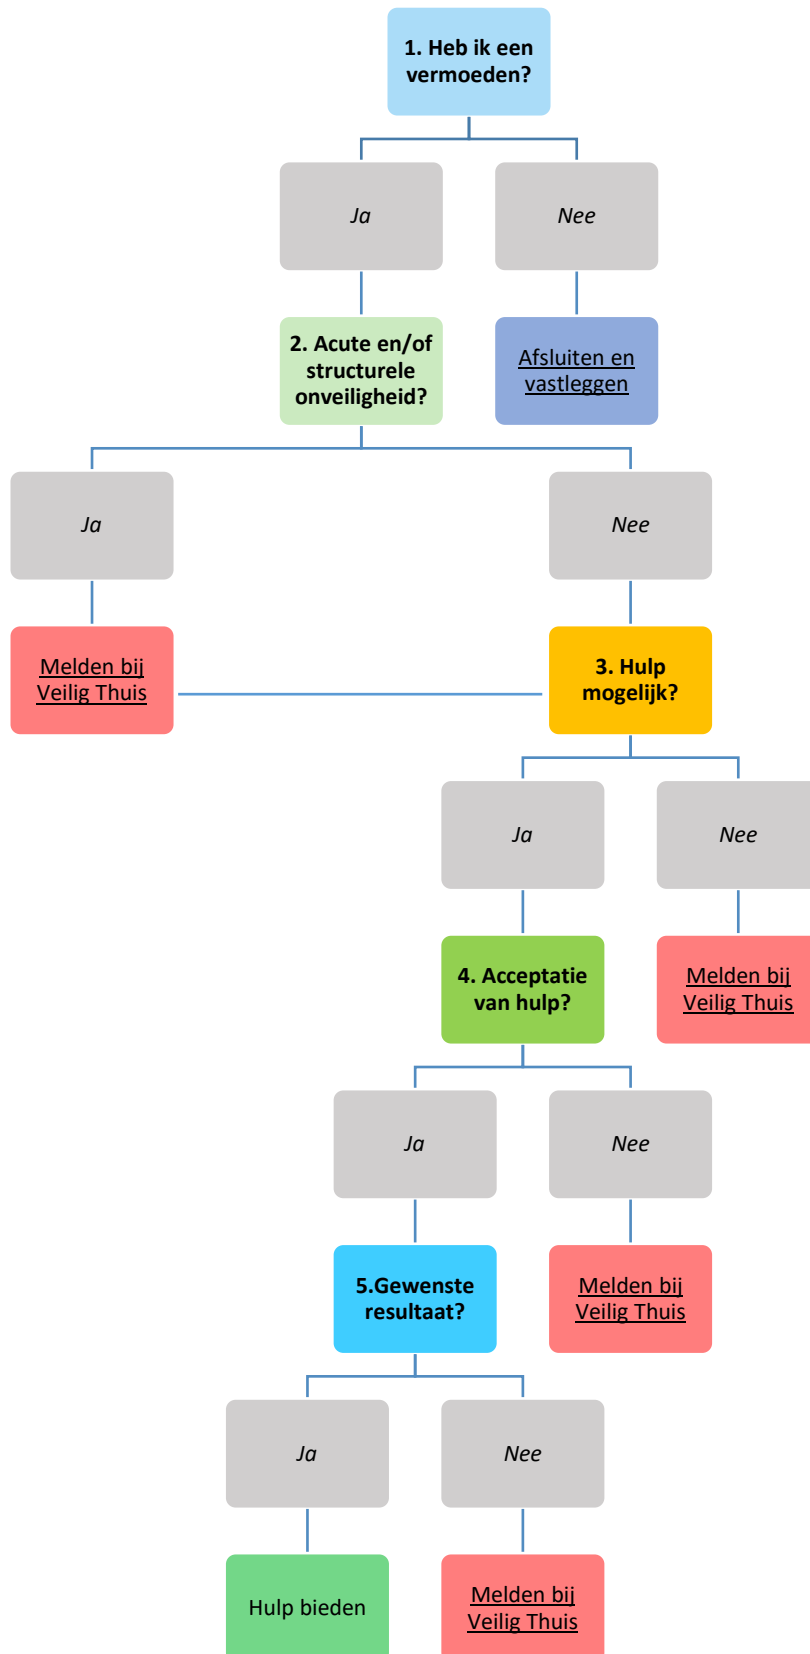 1. Heb ik een
vermoeden?
Ja
Nee
2. Acute en/of
structurele
onveiligheid?
Afsluiten en
vastleggen
Ja
Nee
Melden bij
Veilig Thuis
3. Hulp
mogelijk?
Ja
Nee
4. Acceptatie
van hulp?
Melden bij
Veilig Thuis
Ja
Nee
5.Gewenste
resultaat?
Melden bij
Veilig Thuis
Ja
Nee
Hulp bieden
Melden bij
Veilig Thuis